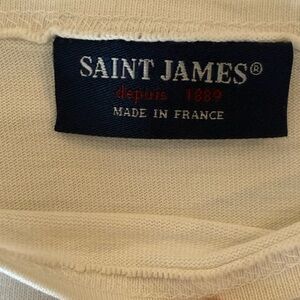 SAINT JAMES®
depuis 1889
MADE IN FRANCE